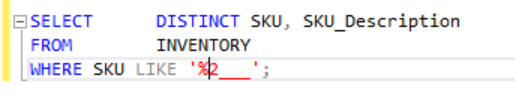 SELECT DISTINCT SKU, SKU_Description
FROM INVENTORY
WHERE SKU LIKE '%2___';